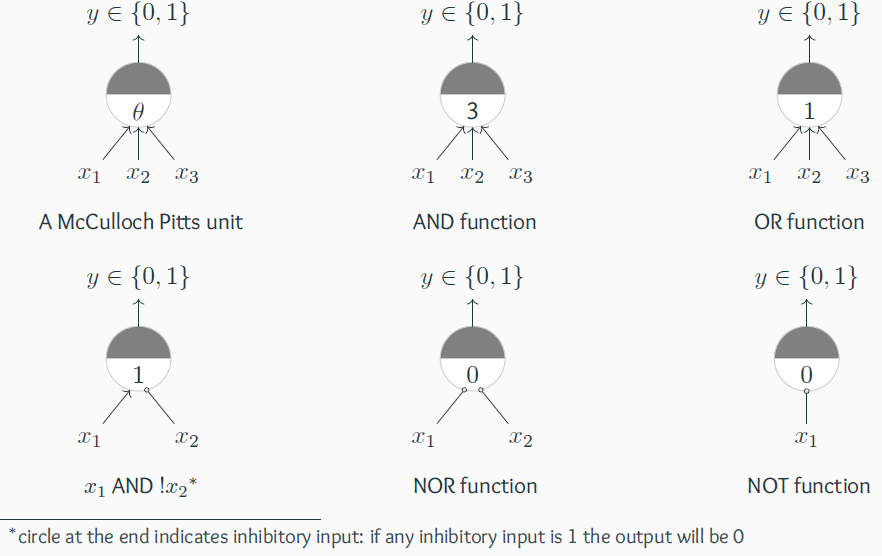 y ∈ {0, 1} y ∈ {0, 1} y ∈ {0, 1}
θ 3 1
x₁ x₂ x₃ x₁ x₂ x₃ x₁ x₂ x₃
A McCulloch Pitts unit AND function OR function
y ∈ {0, 1} y ∈ {0, 1} y ∈ {0, 1}
1 0 0
x₁ x₂ x₁ x₂ x₁
x₁ AND !x₂* NOR function NOT function
*circle at the end indicates inhibitory input: if any inhibitory input is 1 the output will be 0